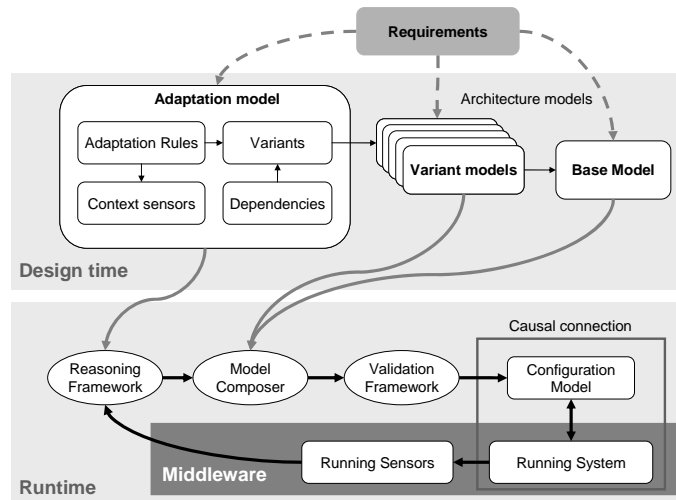 Requirements
Adaptation model
Architecture models
Adaptation Rules
Variants
Variant models
Base Model
Context sensors
Dependencies
Design time
Causal connection
Reasoning
Framework
Model
Composer
Validation
Framework
Configuration
Model
Middleware
Running Sensors
Running System
Runtime